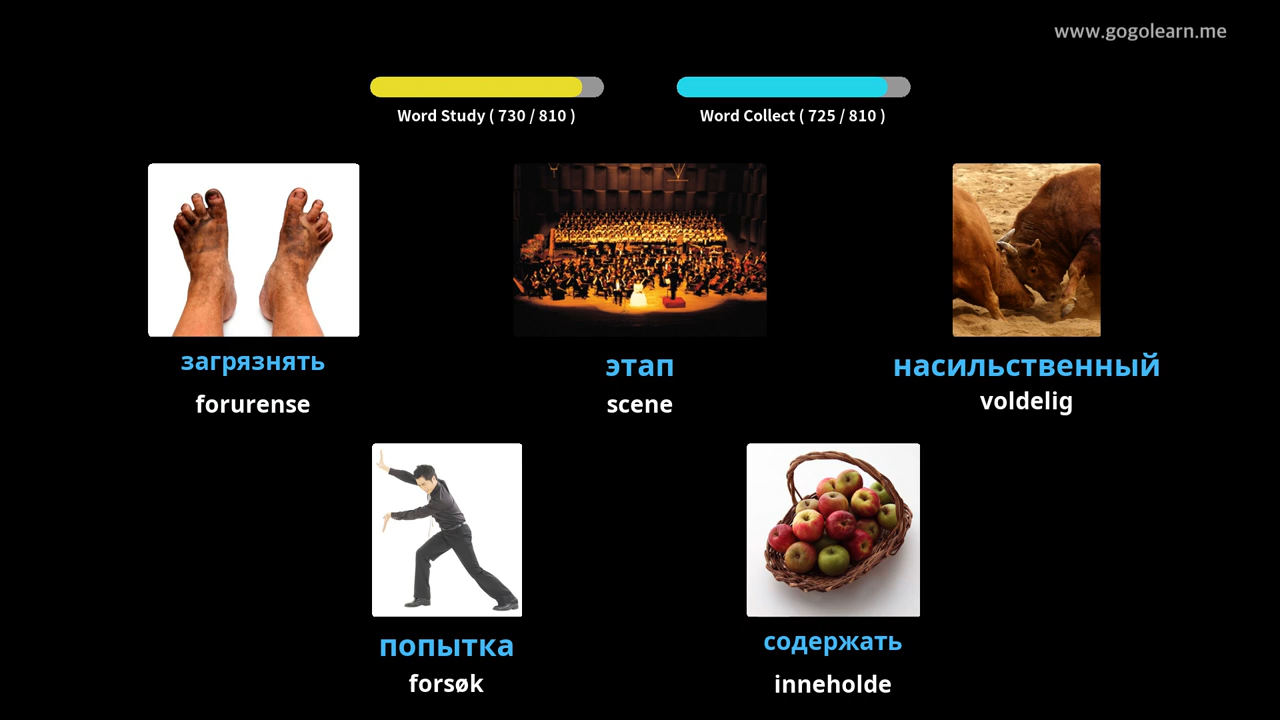 www.gogolearn.me
Word Study ( 730 / 810 )
Word Collect ( 725 / 810 )
загрязнять
forurense
этап
scene
насильственный
voldelig
попытка
forsøk
содержать
inneholde